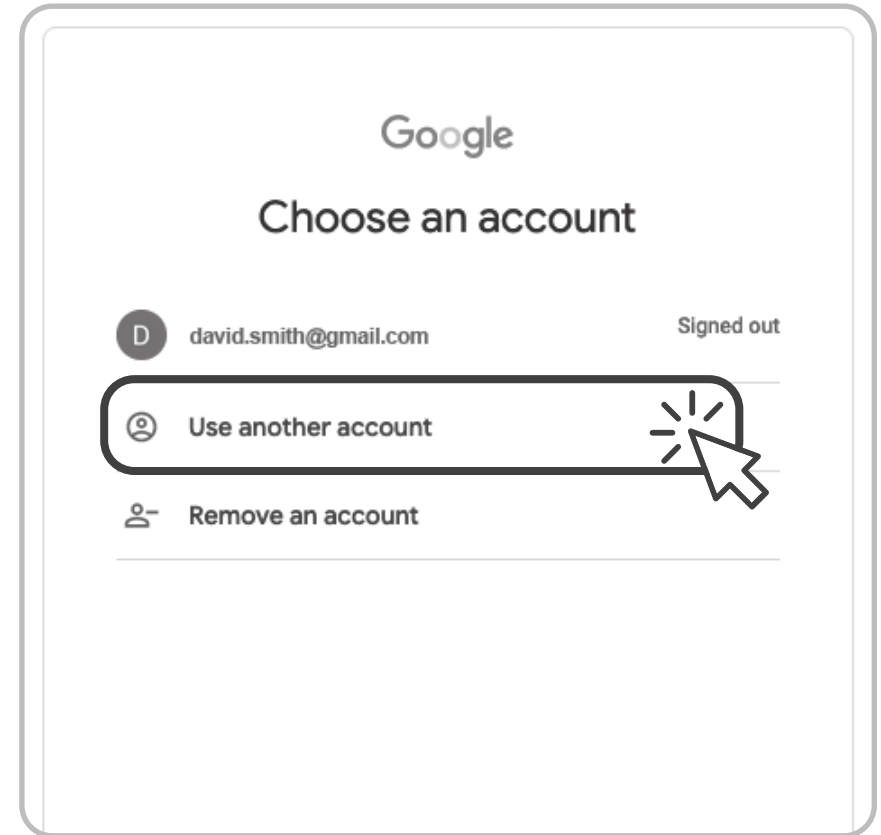 Google
Choose an account
D david.smith@gmail.com Signed out
Use another account
Remove an account